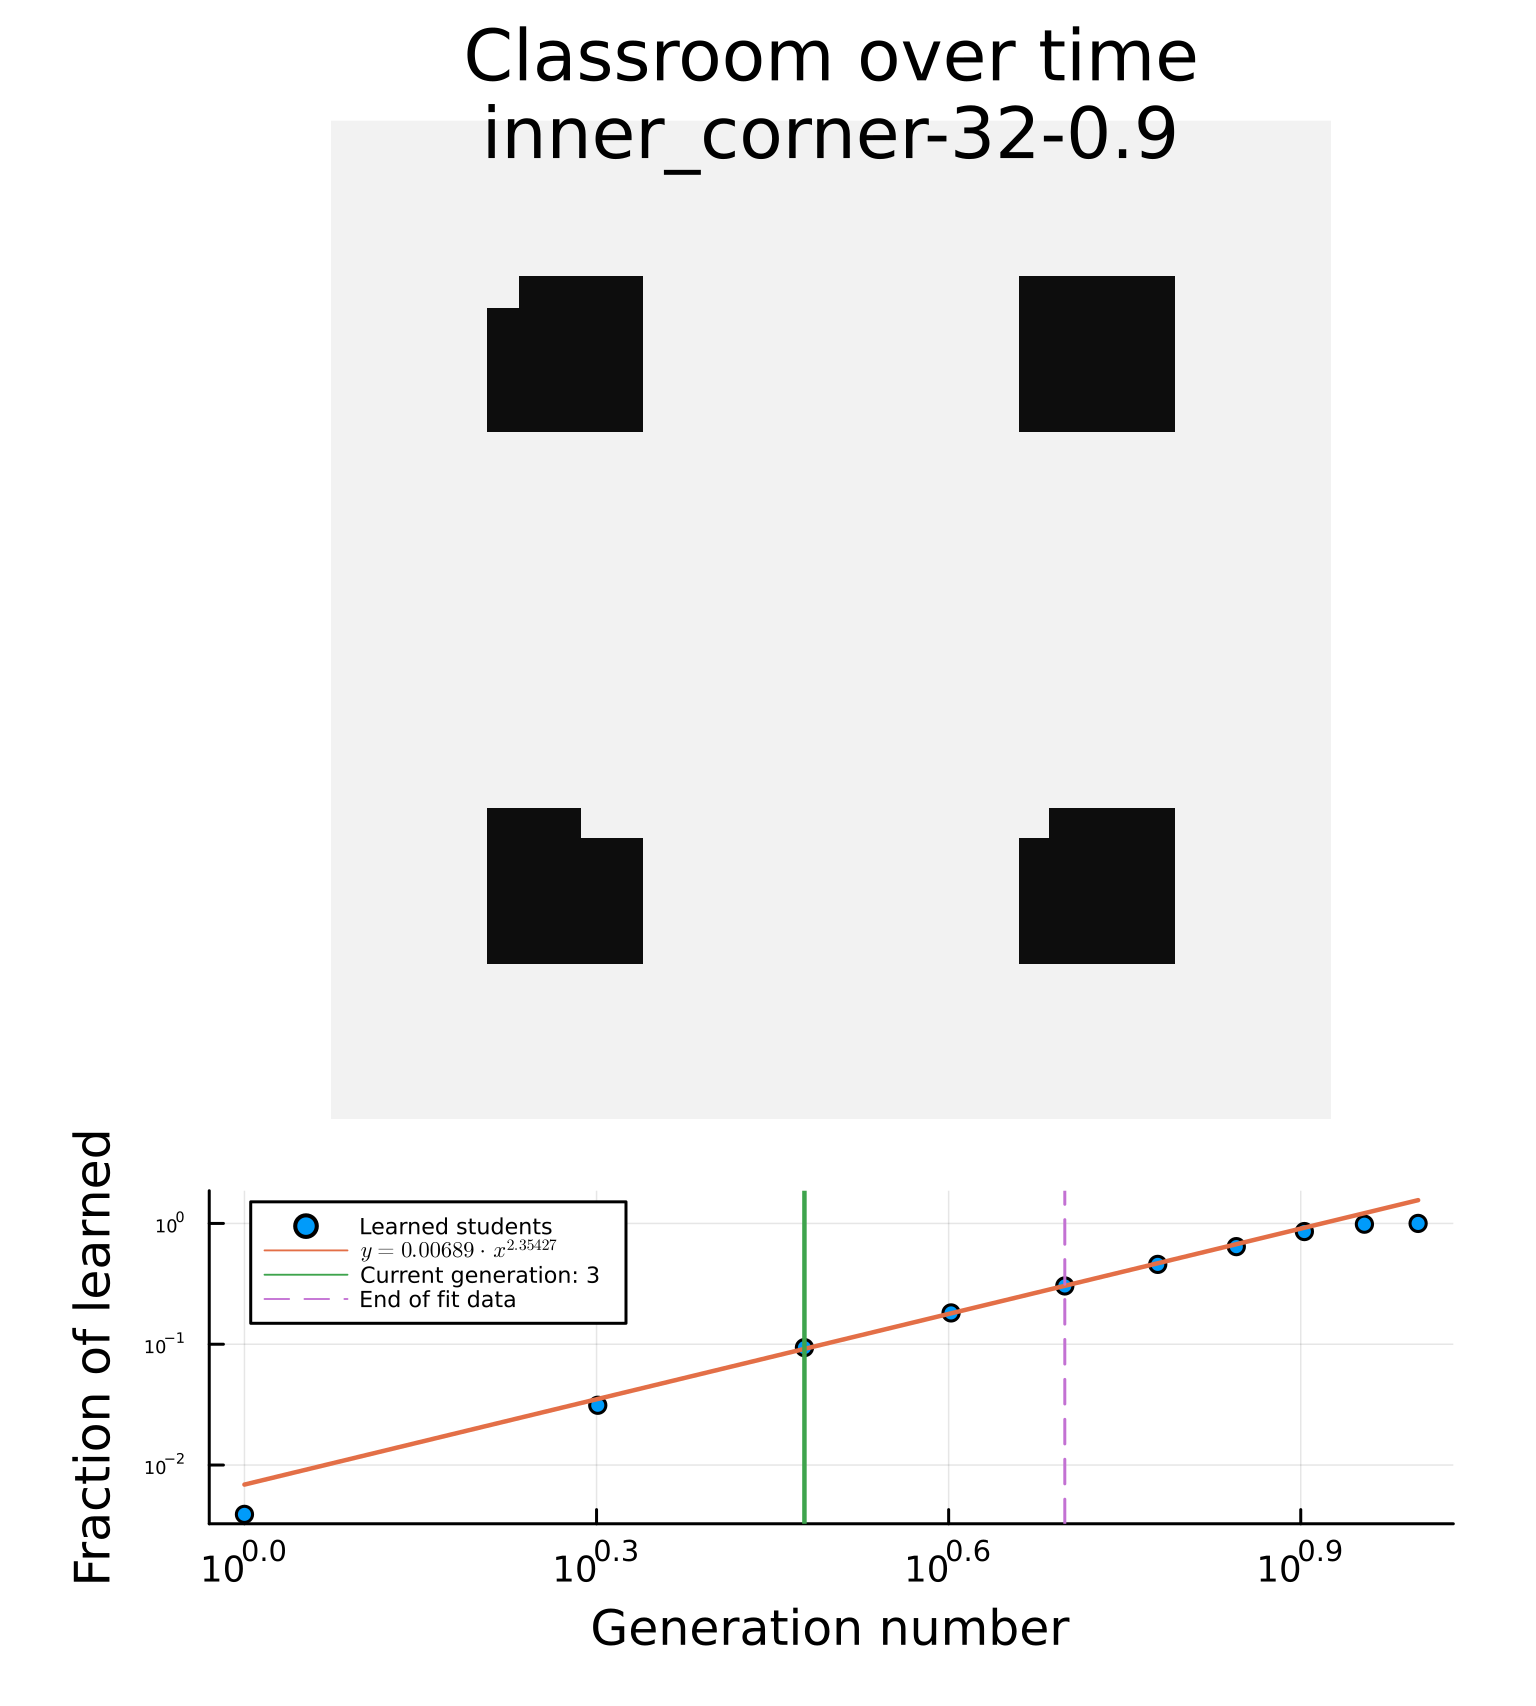 Classroom over time
inner_corner-32-0.9
Fraction of learned
10^0
10^-1
10^-2
Learned students
y = 0.00689 · x^2.35427
Current generation: 3
End of fit data
10^0.0 10^0.3 10^0.6 10^0.9
Generation number